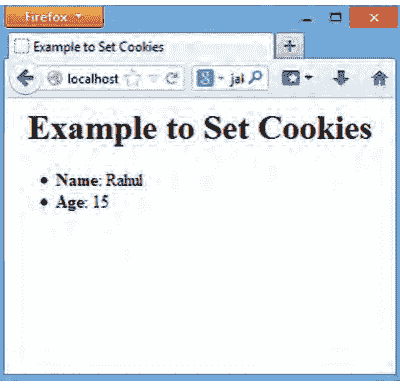 Firefox
Example to Set Cookies
localhost
Example to Set Cookies
Name: Rahul
Age: 15